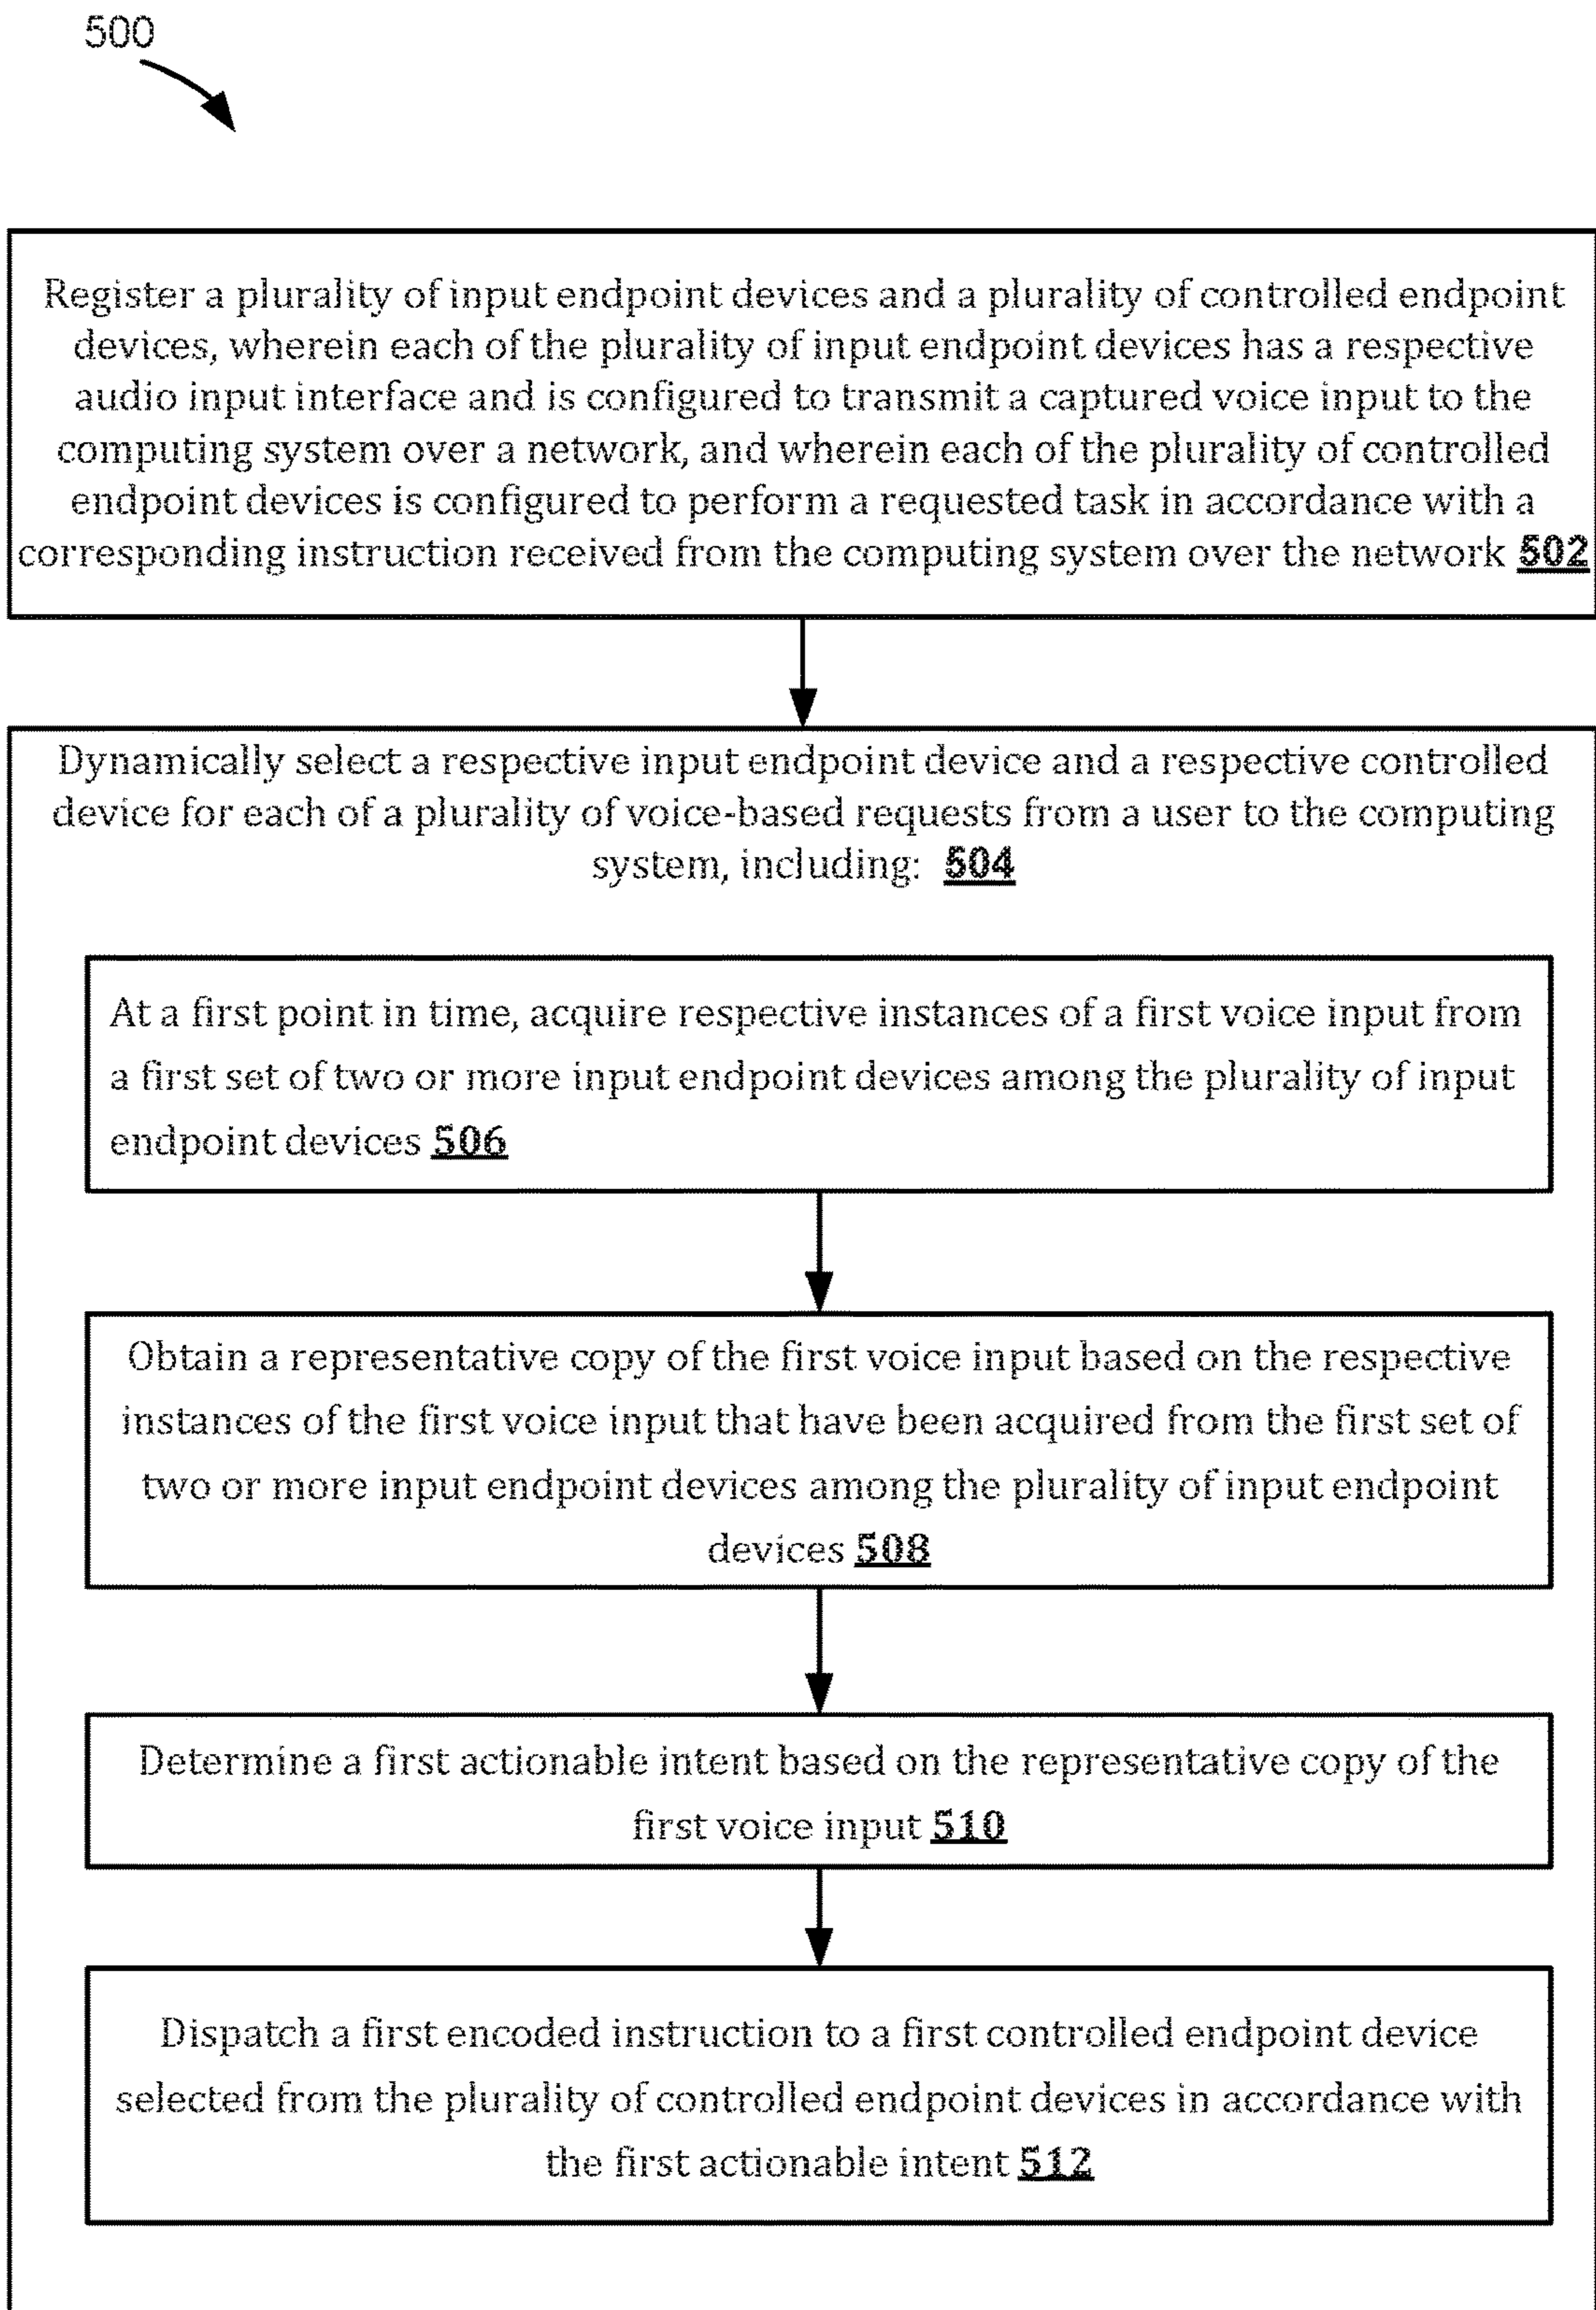 500
Register a plurality of input endpoint devices and a plurality of controlled endpoint
devices, wherein each of the plurality of input endpoint devices has a respective
audio input interface and is configured to transmit a captured voice input to the
computing system over a network, and wherein each of the plurality of controlled
endpoint devices is configured to perform a requested task in accordance with a
corresponding instruction received from the computing system over the network 502
Dynamically select a respective input endpoint device and a respective controlled
device for each of a plurality of voice-based requests from a user to the computing
system, including: 504
At a first point in time, acquire respective instances of a first voice input from
a first set of two or more input endpoint devices among the plurality of input
endpoint devices 506
Obtain a representative copy of the first voice input based on the respective
instances of the first voice input that have been acquired from the first set of
two or more input endpoint devices among the plurality of input endpoint
devices 508
Determine a first actionable intent based on the representative copy of the
first voice input 510
Dispatch a first encoded instruction to a first controlled endpoint device
selected from the plurality of controlled endpoint devices in accordance with
the first actionable intent 512